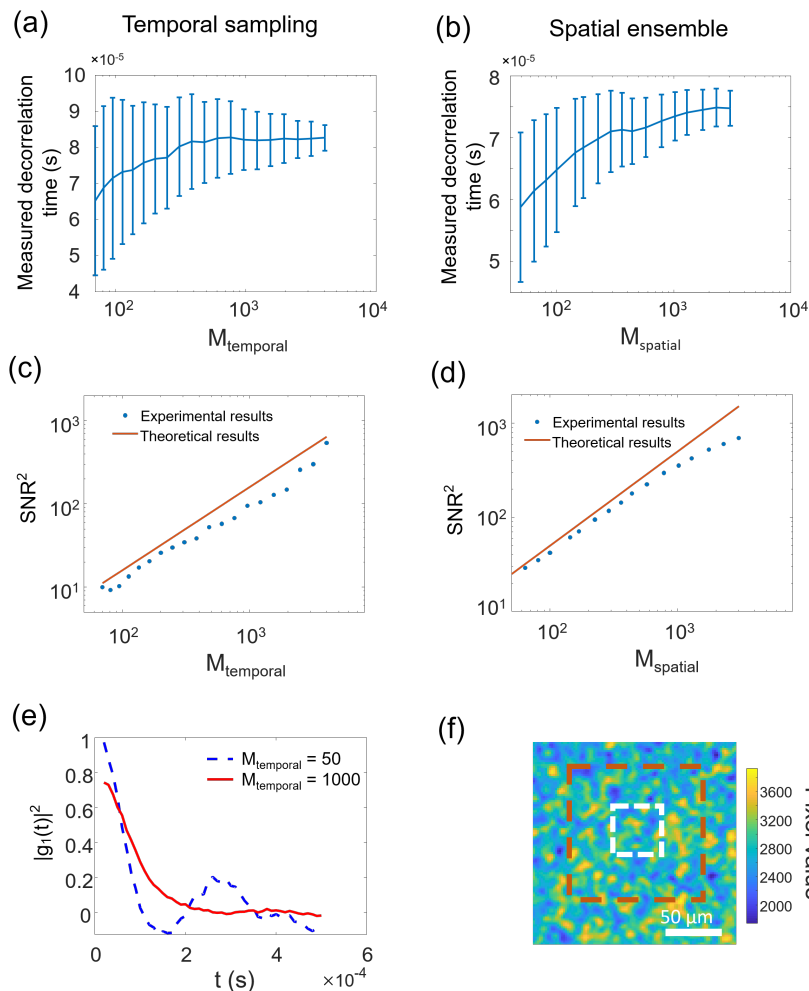 (a)
Temporal sampling
(b)
Spatial ensemble
×10⁻⁵
10
9
8
7
6
5
4
Measured decorrelation
time (s)
10²
10³
10⁴
M_temporal
×10⁻⁵
8
7
6
5
Measured decorrelation
time (s)
10²
10³
10⁴
M_spatial
(c)
10³
10²
10¹
SNR²
Experimental results
Theoretical results
10²
10³
M_temporal
(d)
10³
10²
10¹
SNR²
Experimental results
Theoretical results
10²
10³
M_spatial
(e)
1
0.8
0.6
0.4
0.2
0
|g₁(t)|²
M_temporal = 50
M_temporal = 1000
0
2
4
6
t (s)
×10⁻⁴
(f)
50 µm
3600
3200
2800
2400
2000